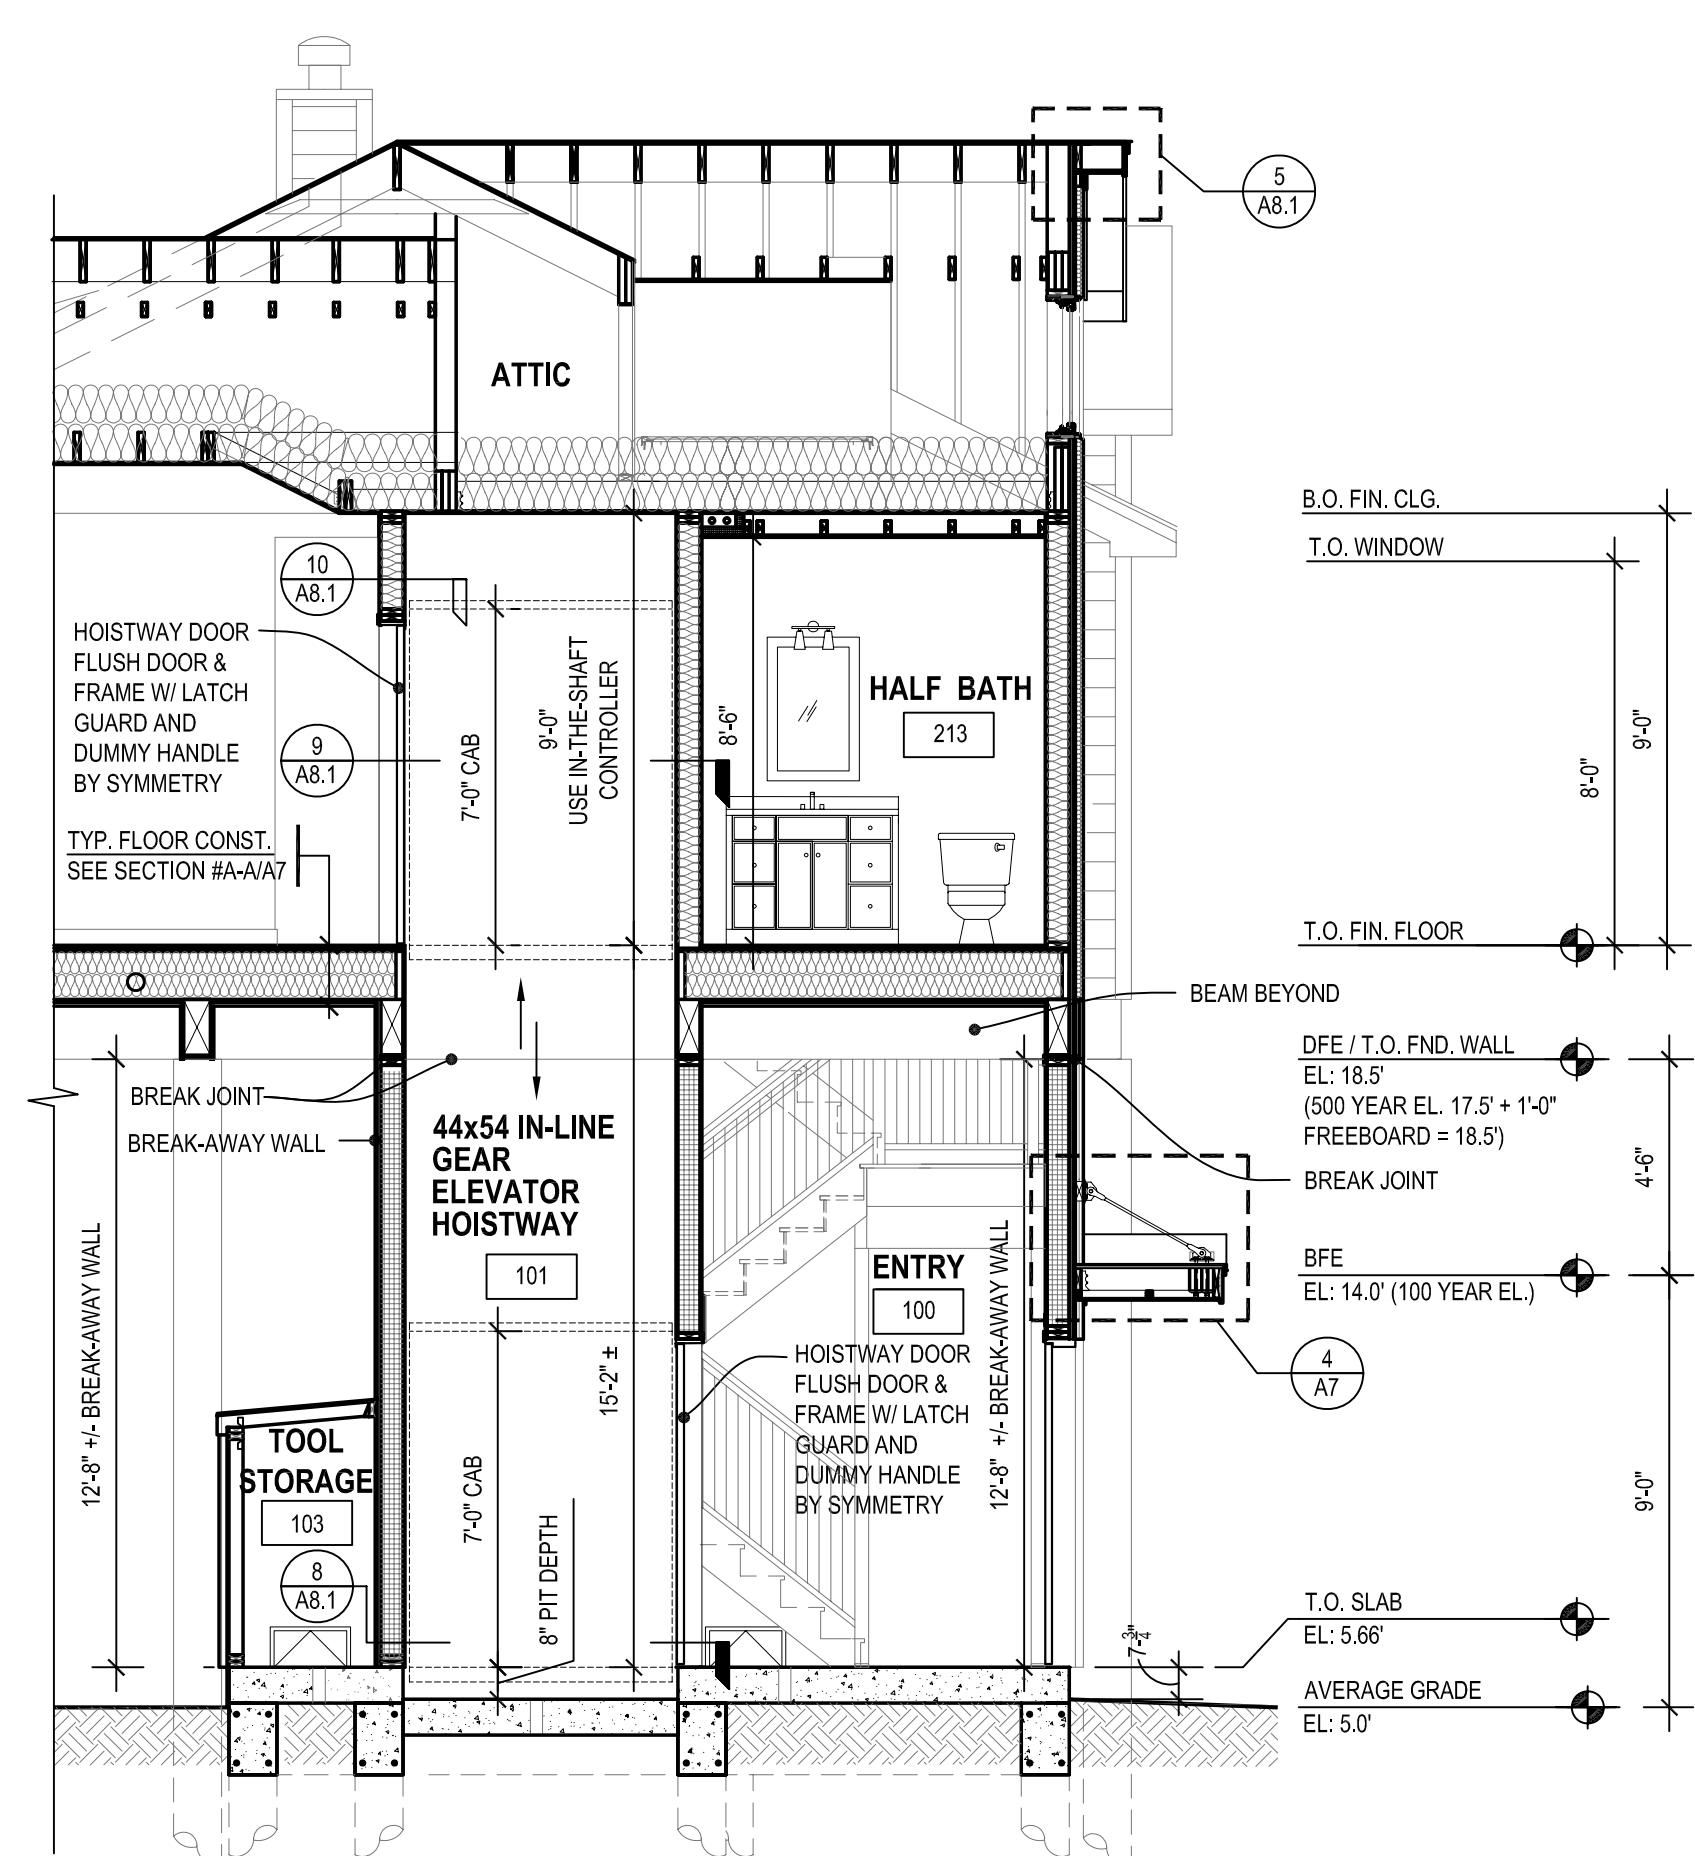 5
A8.1
ATTIC
B.O. FIN. CLG.
T.O. WINDOW
10
A8.1
HOISTWAY DOOR
FLUSH DOOR &
FRAME W/ LATCH
GUARD AND
DUMMY HANDLE
BY SYMMETRY
9
A8.1
TYP. FLOOR CONST.
SEE SECTION #A-A/A7
7'-0" CAB
9'-0"
USE IN-THE-SHAFT
CONTROLLER
8'-6"
HALF BATH
213
8'-0"
9'-0"
T.O. FIN. FLOOR
BEAM BEYOND
DFE / T.O. FND. WALL
EL: 18.5'
(500 YEAR EL. 17.5' + 1'-0"
FREEBOARD = 18.5')
BREAK JOINT
4'-6"
BREAK JOINT
BREAK-AWAY WALL
44x54 IN-LINE
GEAR
ELEVATOR
HOISTWAY
101
12'-8" +/- BREAK-AWAY WALL
ENTRY
100
12'-8" +/- BREAK-AWAY WALL
BFE
EL: 14.0' (100 YEAR EL.)
4
A7
HOISTWAY DOOR
FLUSH DOOR &
FRAME W/ LATCH
GUARD AND
DUMMY HANDLE
BY SYMMETRY
15'-2" ±
TOOL
STORAGE
103
8
A8.1
7'-0" CAB
8" PIT DEPTH
9'-0"
7-3/4"
T.O. SLAB
EL: 5.66'
AVERAGE GRADE
EL: 5.0'